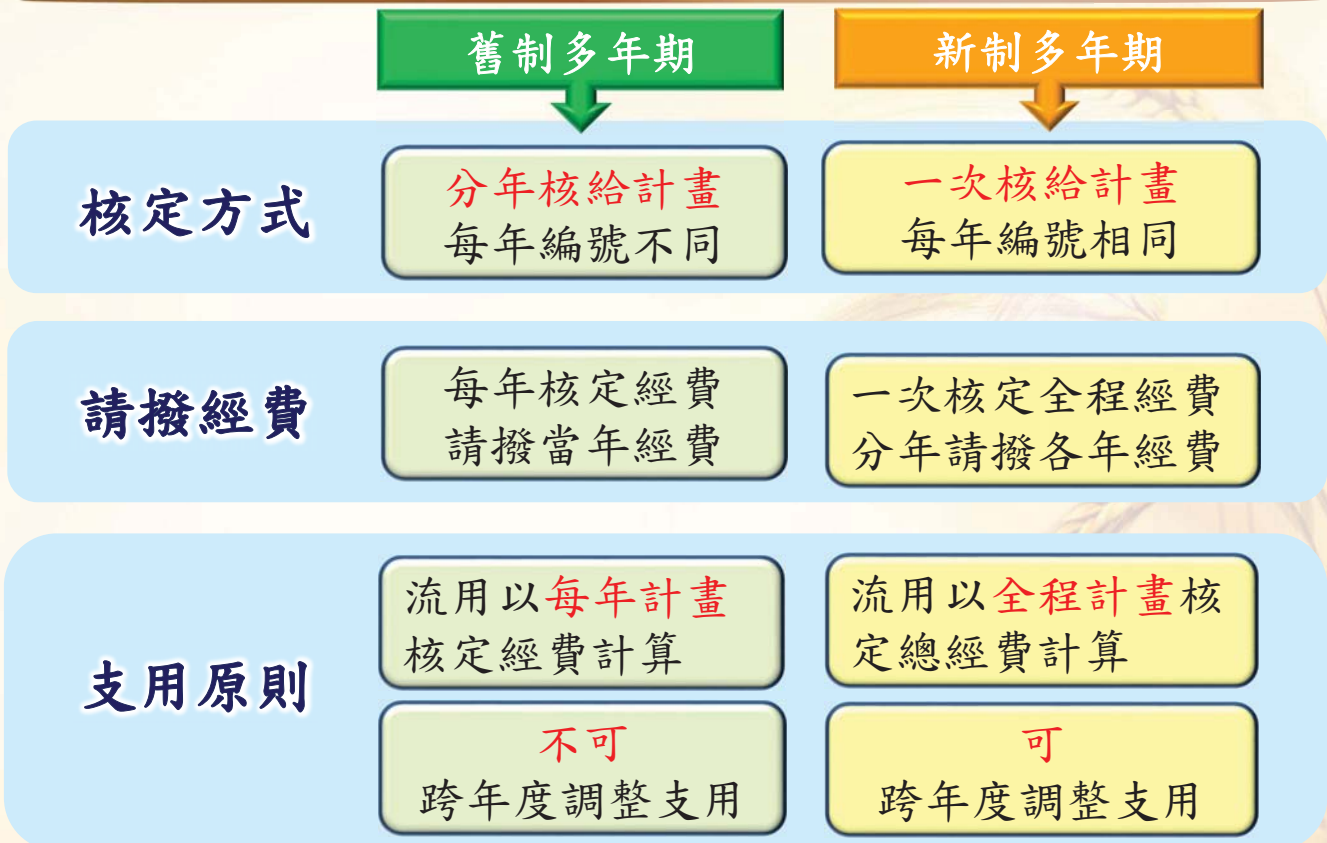 舊制多年期
新制多年期
核定方式
分年核給計畫
每年編號不同
一次核給計畫
每年編號相同
請撥經費
每年核定經費
請撥當年經費
一次核定全程經費
分年請撥各年經費
支用原則
流用以每年計畫
核定經費計算
流用以全程計畫核
定總經費計算
不可
跨年度調整支用
可
跨年度調整支用